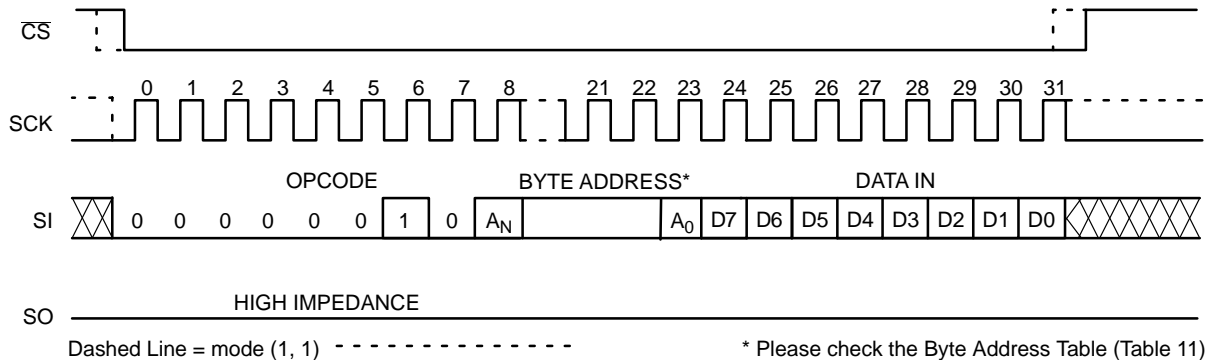 CS
0 1 2 3 4 5 6 7 8 21 22 23 24 25 26 27 28 29 30 31
SCK
OPCODE BYTE ADDRESS* DATA IN
SI 0 0 0 0 0 0 1 0 AN A0 D7 D6 D5 D4 D3 D2 D1 D0
HIGH IMPEDANCE
SO
Dashed Line = mode (1, 1) * Please check the Byte Address Table (Table 11)